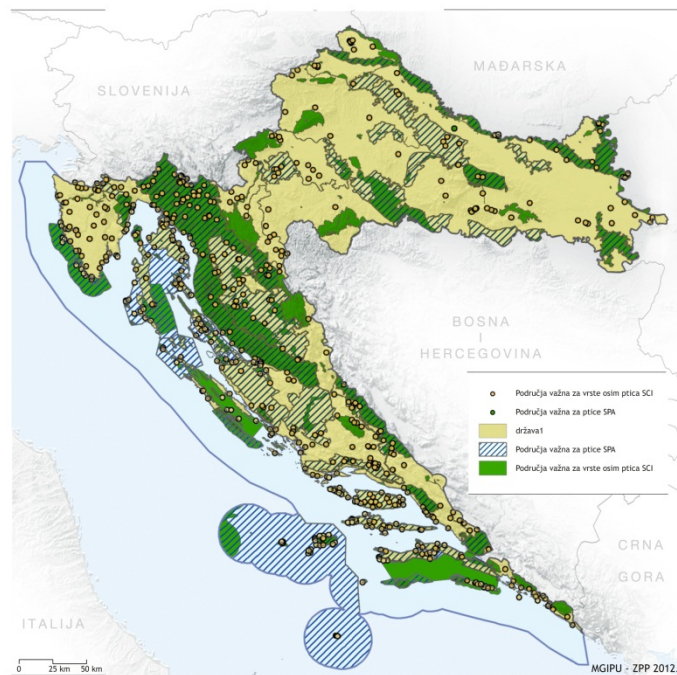 MAĐARSKA
SLOVENIJA
BOSNA
I
HERCEGOVINA
Područja važna za vrste osim ptica SCI
Područja važna za ptice SPA
država1
Područja važna za ptice SPA
Područja važna za vrste osim ptica SCI
CRNA
GORA
ITALIJA
0 25 km 50 km
MGIPU - ZPP 2012.